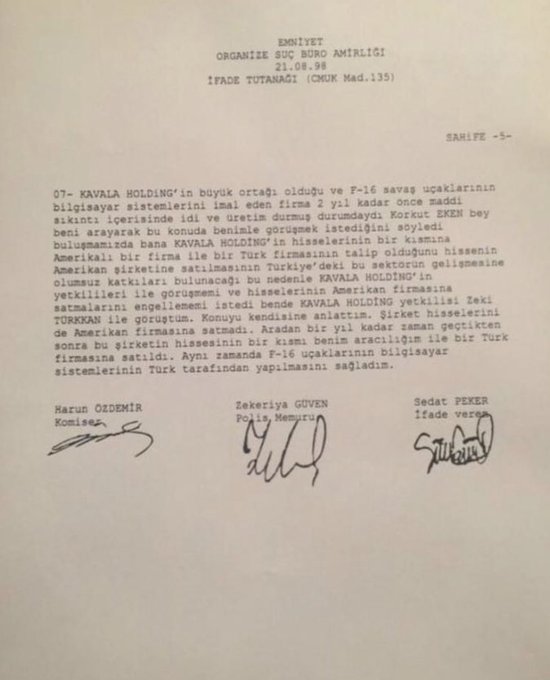 EMNİYET
ORGANİZE SUÇ BÜRO AMİRLİĞİ
21.08.98
İFADE TUTANAĞI (CMUK Mad.135)
SAHİFE -5-
07- KAVALA HOLDİNG'in büyük ortağı olduğu ve F-16 savaş uçaklarının
bilgisayar sistemlerini imal eden firma 2 yıl kadar önce maddi
sıkıntı içerisinde idi ve üretim durmuş durumdaydı Korkut EKEN bey
beni arayarak bu konuda benimle görüşmek istediğini söyledi
buluşmamızda bana KAVALA HOLDİNG'in hisselerinin bir kısmına
Amerikalı bir firma ile bir Türk firmasının talip olduğunu hissenin
Amerikan şirketine satılmasının Türkiye'deki bu sektörün gelişmesine
olumsuz katkıları bulunacağı bu nedenle KAVALA HOLDİNG'in
yetkilileri ile görüşmemi ve hisselerinin Amerikan firmasına
satmalarını engellememi istedi bende KAVALA HOLDİNG yetkilisi Zeki
TÜRKKAN ile görüştüm. Konuyu kendisine anlattım. Şirket hisselerini
de Amerikan firmasına satmadı. Aradan bir yıl kadar zaman geçtikten
sonra bu şirketin hissesinin bir kısmı benim aracılığım ile bir Türk
firmasına satıldı. Aynı zamanda F-16 uçaklarının bilgisayar
sistemlerinin Türk tarafından yapılmasını sağladım.
Harun ÖZDEMİR Zekeriya GÜVEN Sedat PEKER
Komiser Polis Memuru İfade veren